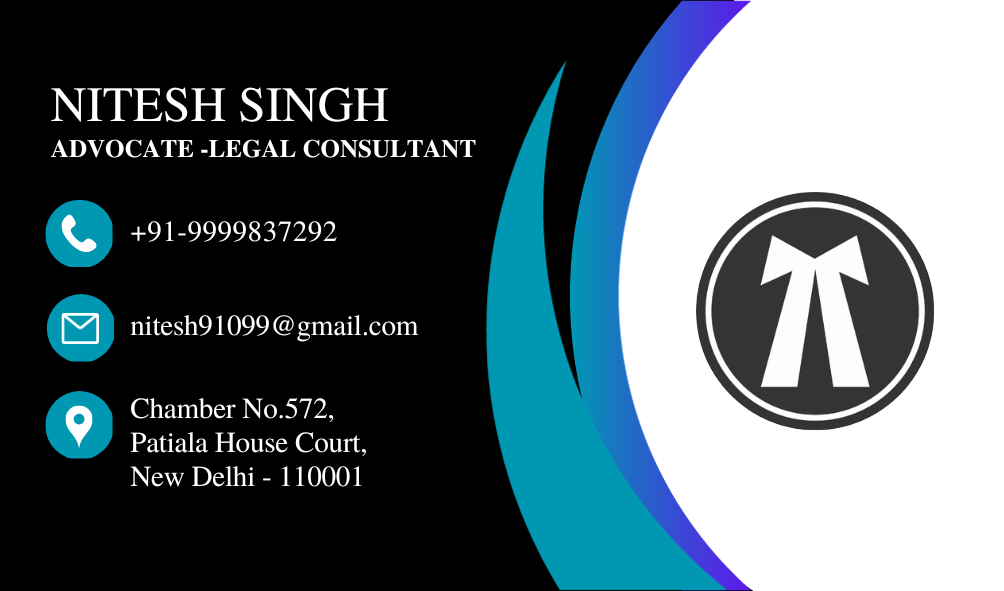 NITESH SINGH
ADVOCATE -LEGAL CONSULTANT
+91-9999837292
nitesh91099@gmail.com
Chamber No.572,
Patiala House Court,
New Delhi - 110001